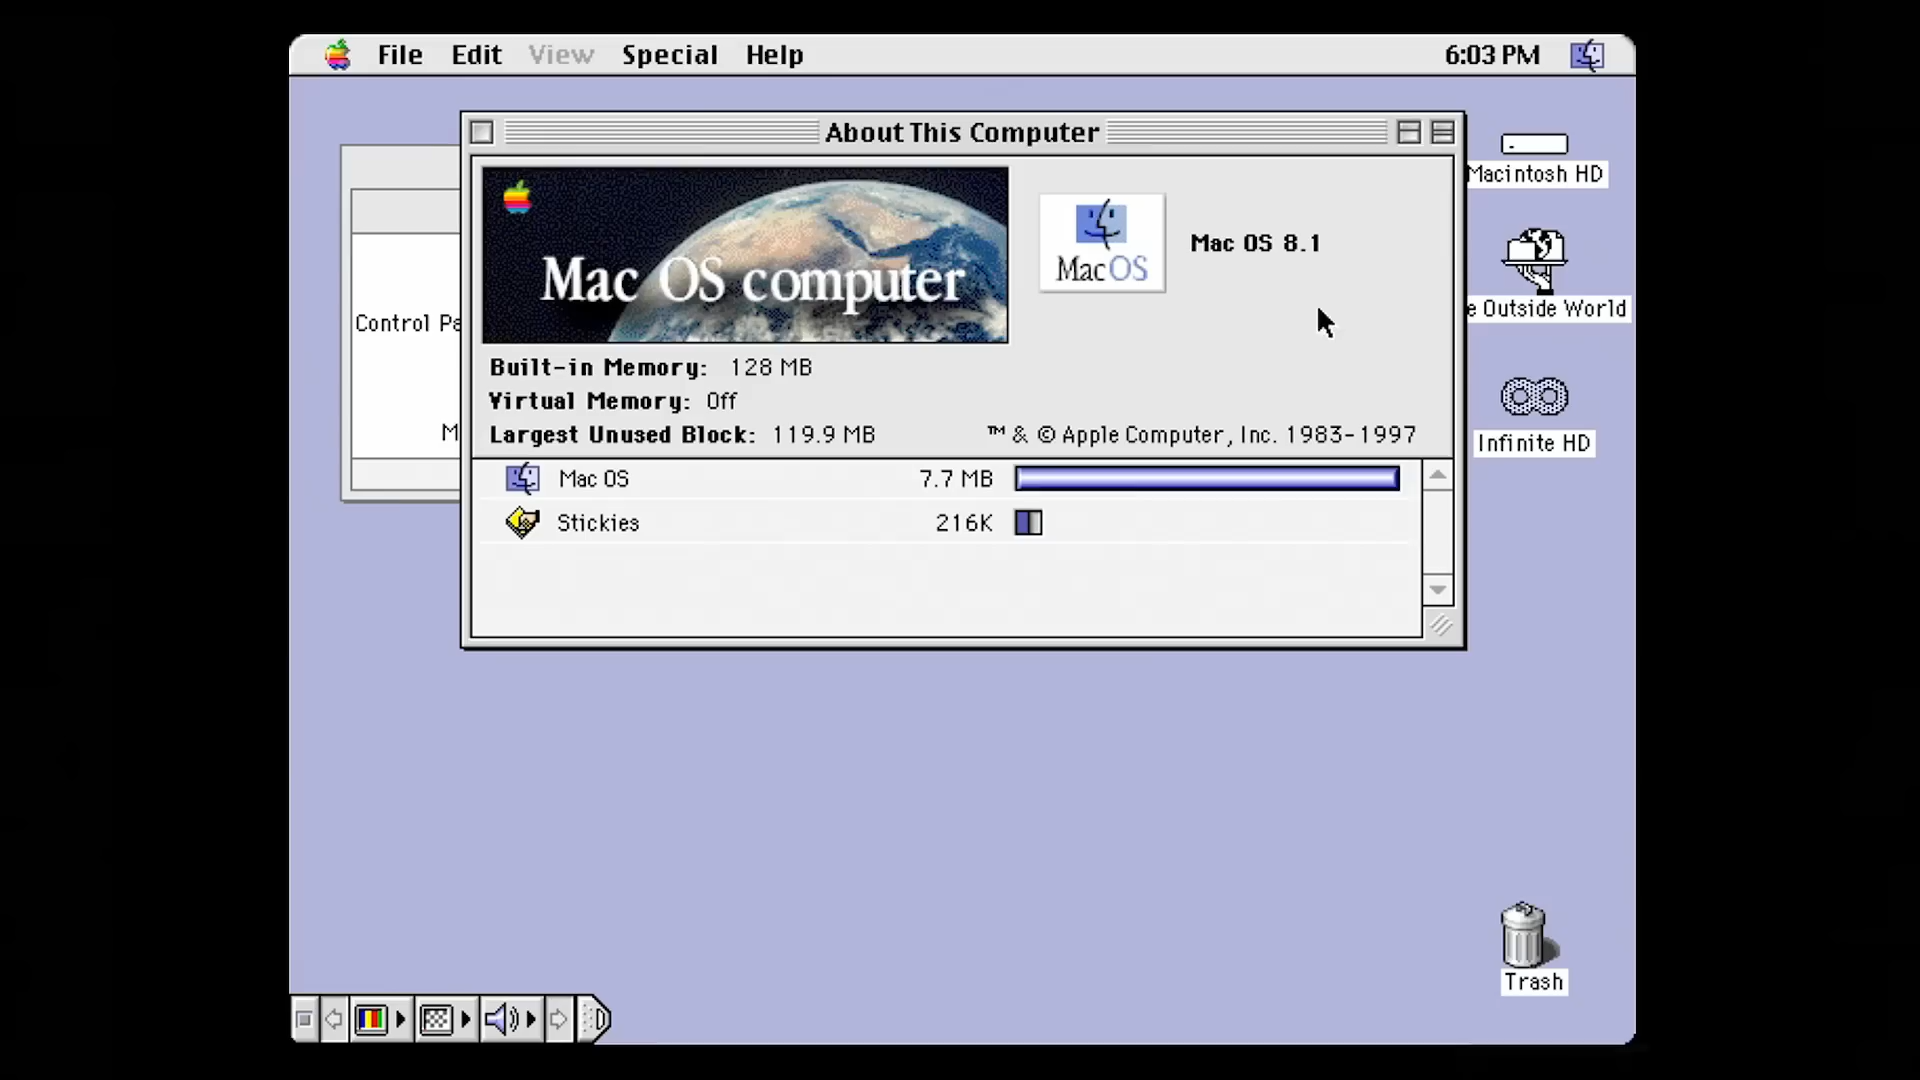 File Edit View Special Help 6:03 PM
About This Computer
Mac OS computer
MacOS
Mac OS 8.1
Built-in Memory: 128 MB
Virtual Memory: Off
Largest Unused Block: 119.9 MB
™ & © Apple Computer, Inc. 1983-1997
Mac OS 7.7 MB
Stickies 216K
Control Pa
M
Macintosh HD
e Outside World
Infinite HD
Trash